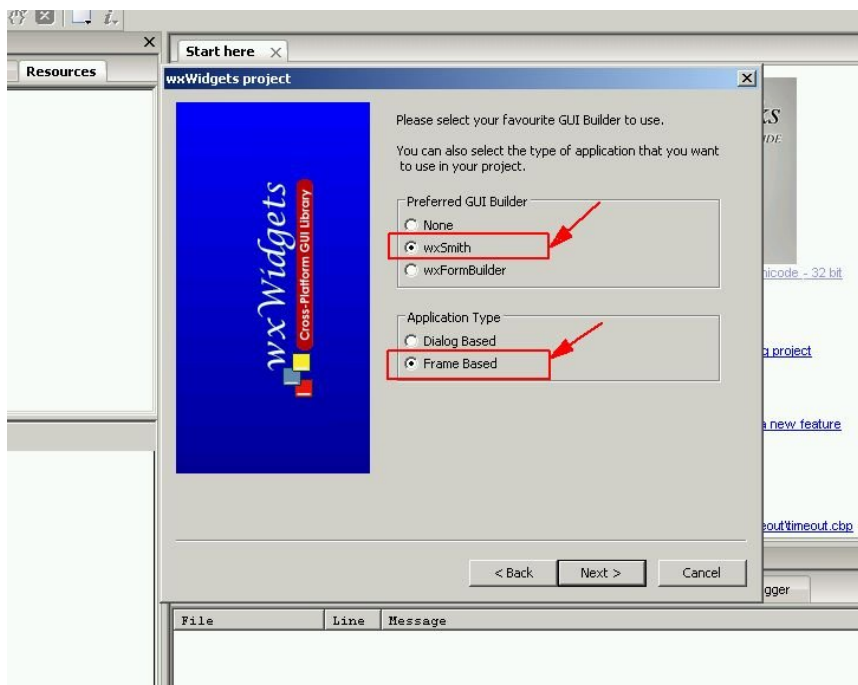 Start here
Resources
wxWidgets project
Please select your favourite GUI Builder to use.
You can also select the type of application that you want
to use in your project.
wxWidgets
Cross-Platform GUI Library
Preferred GUI Builder
None
wxSmith
wxFormBuilder
Application Type
Dialog Based
Frame Based
< Back
Next >
Cancel
- 32 bit
project
a new feature
timeout.cbp
File
Line
Message